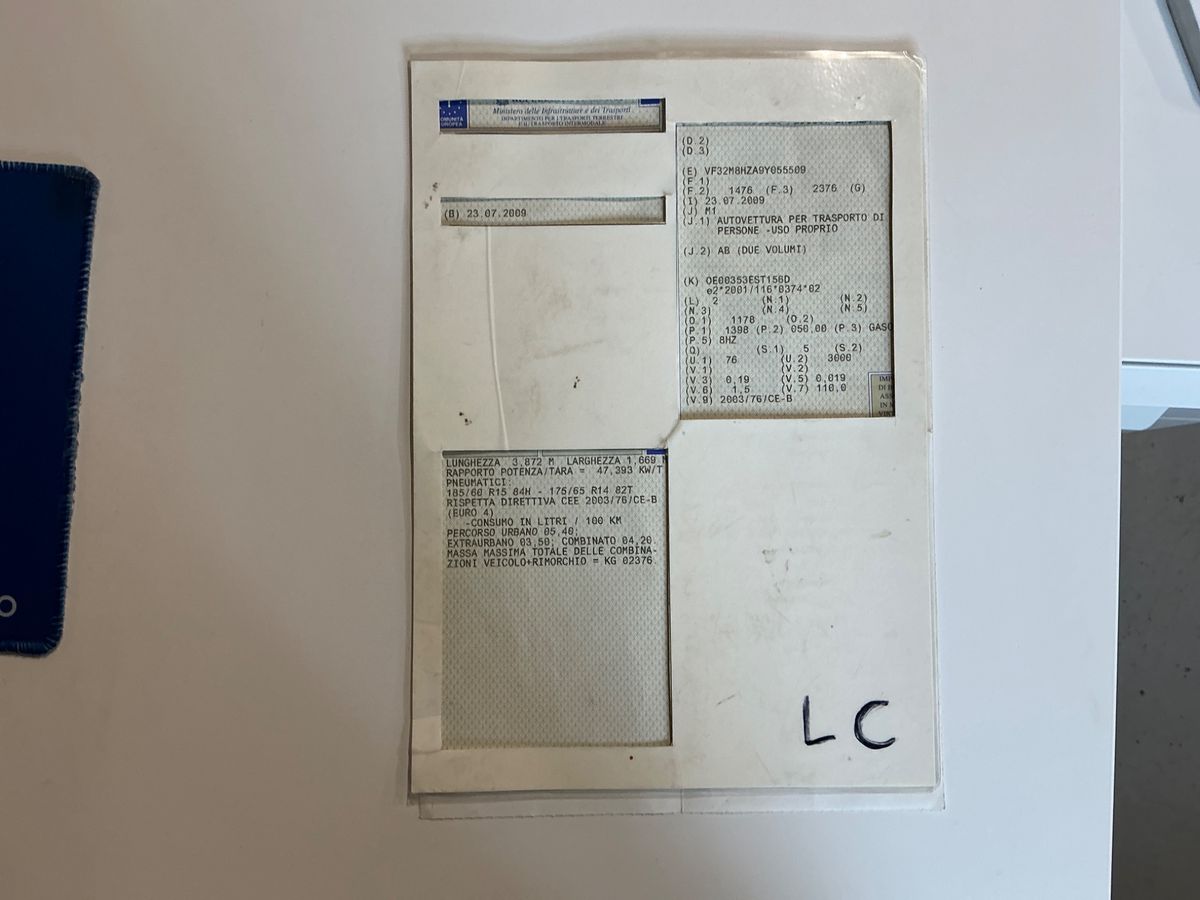 COMUNITÀ
EUROPEA
Ministero delle Infrastrutture e dei Trasporti
DIPARTIMENTO PER I TRASPORTI TERRESTRI
E IL TRASPORTO INTERMODALE
(B) 23.07.2009
(D.2)
(D.3)
(E) VF32M8HZA9Y055509
(F.1)
(F.2) 1476 (F.3) 2376 (G)
(I) 23.07.2009
(J) M1
(J.1) AUTOVETTURA PER TRASPORTO DI
PERSONE -USO PROPRIO
(J.2) AB (DUE VOLUMI)
(K) OE00353EST156D
e2*2001/116*0374*02
(L) 2 (N.1) (N.2)
(N.3) (N.4) (N.5)
(O.1) 1178 (O.2)
(P.1) 1398 (P.2) 050,00 (P.3) GASO
(P.5) 8HZ
(Q) (S.1) 5 (S.2)
(U.1) 76 (U.2) 3000
(V.1) (V.2)
(V.3) 0,19 (V.5) 0,019
(V.6) 1,5 (V.7) 110,0
(V.9) 2003/76/CE-B
LUNGHEZZA 3,872 M LARGHEZZA 1,669 M
RAPPORTO POTENZA/TARA = 47,393 KW/T
PNEUMATICI:
185/60 R15 84H - 175/65 R14 82T
RISPETTA DIRETTIVA CEE 2003/76/CE-B
(EURO 4)
-CONSUMO IN LITRI / 100 KM
PERCORSO URBANO 05,40;
EXTRAURBANO 03,50; COMBINATO 04,20.
MASSA MASSIMA TOTALE DELLE COMBINA-
ZIONI VEICOLO+RIMORCHIO = KG 02376.
LC